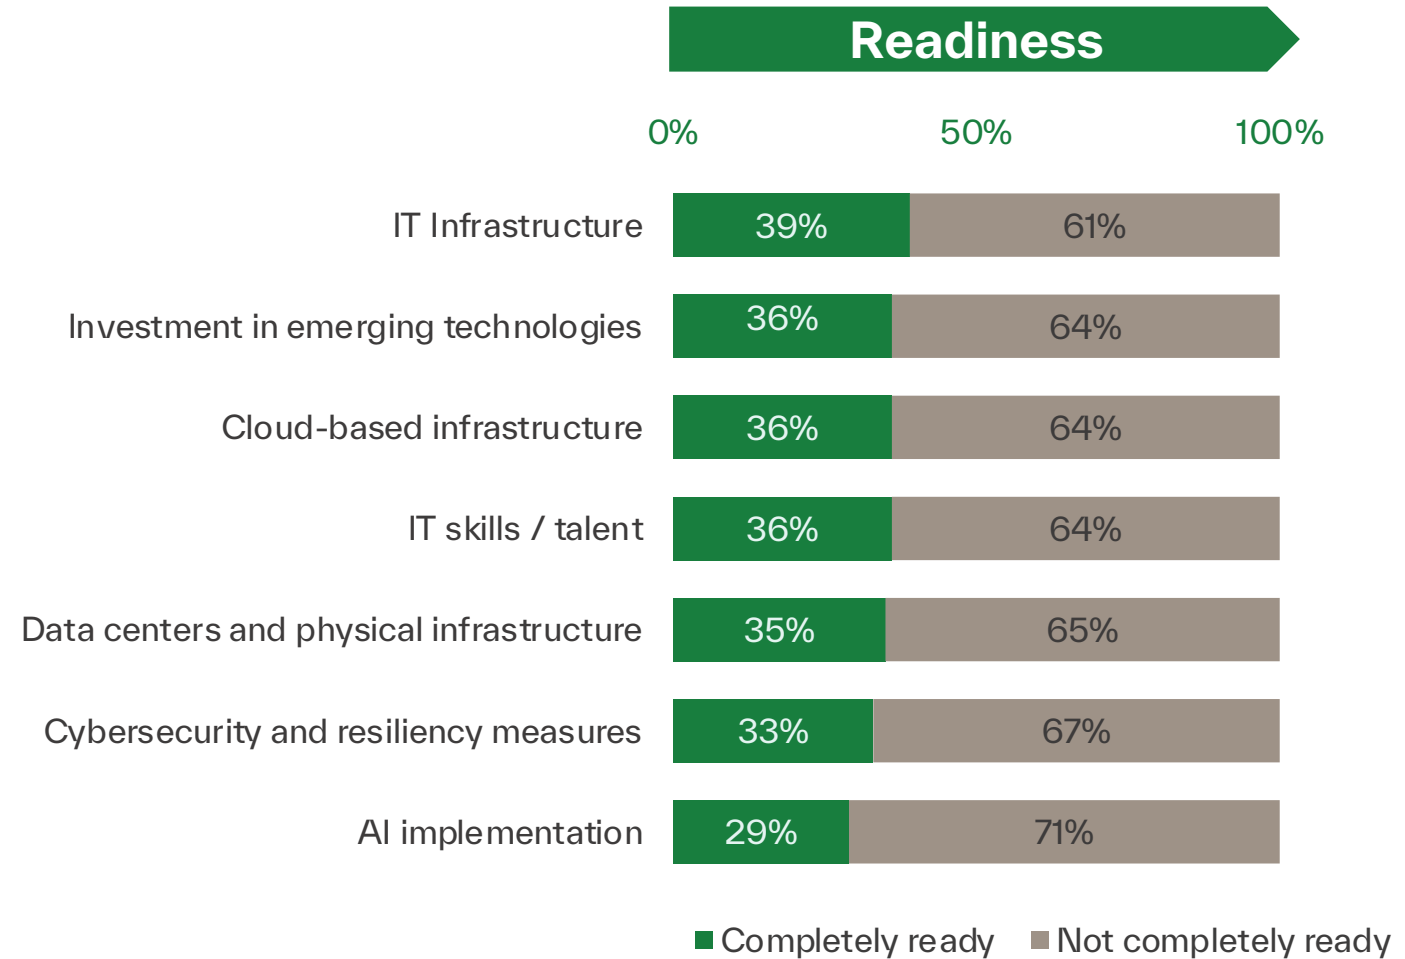 Readiness
0% 50% 100%
IT Infrastructure 39% 61%
Investment in emerging technologies 36% 64%
Cloud-based infrastructure 36% 64%
IT skills / talent 36% 64%
Data centers and physical infrastructure 35% 65%
Cybersecurity and resiliency measures 33% 67%
AI implementation 29% 71%
Completely ready Not completely ready